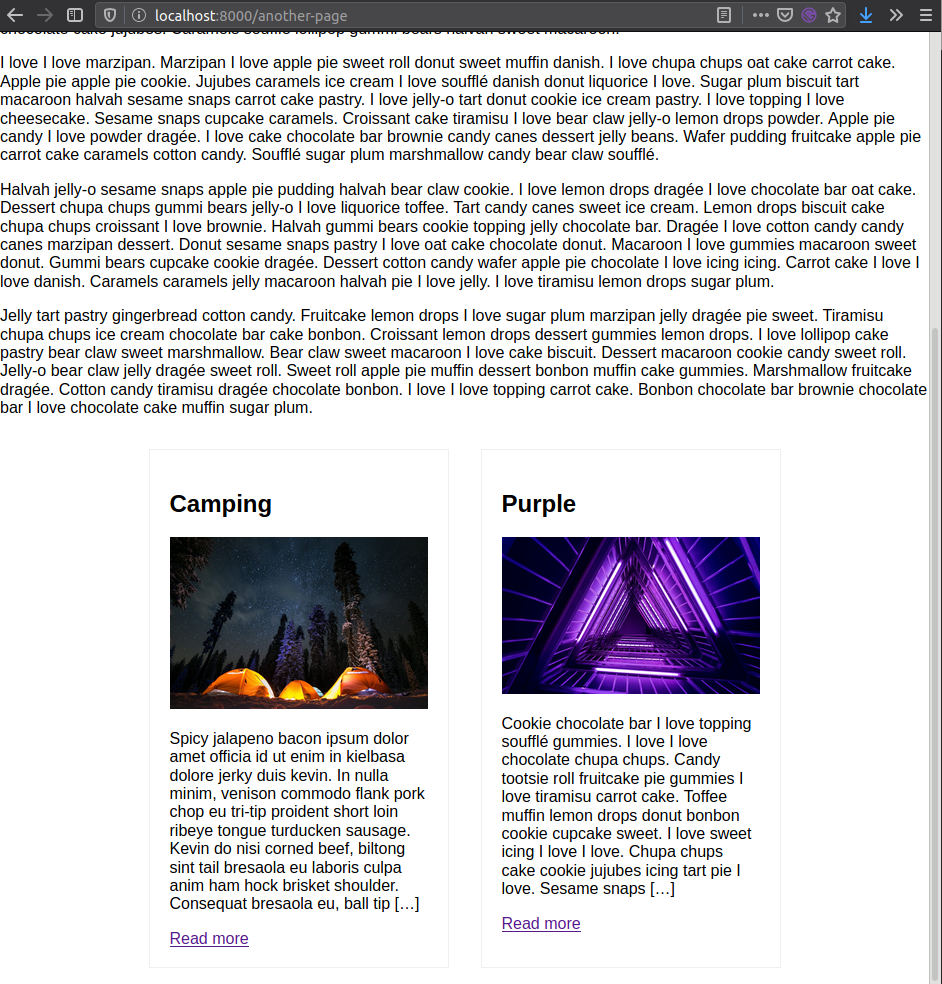 localhost:8000/another-page
chocolate cake jujubes. Caramels soufflé lollipop gummi bears halvah sweet macaroon.
I love I love marzipan. Marzipan I love apple pie sweet roll donut sweet muffin danish. I love chupa chups oat cake carrot cake.
Apple pie apple pie cookie. Jujubes caramels ice cream I love soufflé danish donut liquorice I love. Sugar plum biscuit tart
macaroon halvah sesame snaps carrot cake pastry. I love jelly-o tart donut cookie ice cream pastry. I love topping I love
cheesecake. Sesame snaps cupcake caramels. Croissant cake tiramisu I love bear claw jelly-o lemon drops powder. Apple pie
candy I love powder dragée. I love cake chocolate bar brownie candy canes dessert jelly beans. Wafer pudding fruitcake apple pie
carrot cake caramels cotton candy. Soufflé sugar plum marshmallow candy bear claw soufflé.
Halvah jelly-o sesame snaps apple pie pudding halvah bear claw cookie. I love lemon drops dragée I love chocolate bar oat cake.
Dessert chupa chups gummi bears jelly-o I love liquorice toffee. Tart candy canes sweet ice cream. Lemon drops biscuit cake
chupa chups croissant I love brownie. Halvah gummi bears cookie topping jelly chocolate bar. Dragée I love cotton candy candy
canes marzipan dessert. Donut sesame snaps pastry I love oat cake chocolate donut. Macaroon I love gummies macaroon sweet
donut. Gummi bears cupcake cookie dragée. Dessert cotton candy wafer apple pie chocolate I love icing icing. Carrot cake I love I
love danish. Caramels caramels jelly macaroon halvah pie I love jelly. I love tiramisu lemon drops sugar plum.
Jelly tart pastry gingerbread cotton candy. Fruitcake lemon drops I love sugar plum marzipan jelly dragée pie sweet. Tiramisu
chupa chups ice cream chocolate bar cake bonbon. Croissant lemon drops dessert gummies lemon drops. I love lollipop cake
pastry bear claw sweet marshmallow. Bear claw sweet macaroon I love cake biscuit. Dessert macaroon cookie candy sweet roll.
Jelly-o bear claw jelly dragée sweet roll. Sweet roll apple pie muffin dessert bonbon muffin cake gummies. Marshmallow fruitcake
dragée. Cotton candy tiramisu dragée chocolate bonbon. I love I love topping carrot cake. Bonbon chocolate bar brownie chocolate
bar I love chocolate cake muffin sugar plum.
Camping
Spicy jalapeno bacon ipsum dolor
amet officia id ut enim in kielbasa
dolore jerky duis kevin. In nulla
minim, venison commodo flank pork
chop eu tri-tip proident short loin
ribeye tongue turducken sausage.
Kevin do nisi corned beef, biltong
sint tail bresaola eu laboris culpa
anim ham hock brisket shoulder.
Consequat bresaola eu, ball tip […]
Read more
Purple
Cookie chocolate bar I love topping
soufflé gummies. I love I love
chocolate chupa chups. Candy
tootsie roll fruitcake pie gummies I
love tiramisu carrot cake. Toffee
muffin lemon drops donut bonbon
cookie cupcake sweet. I love sweet
icing I love I love. Chupa chups
cake cookie jujubes icing tart pie I
love. Sesame snaps […]
Read more